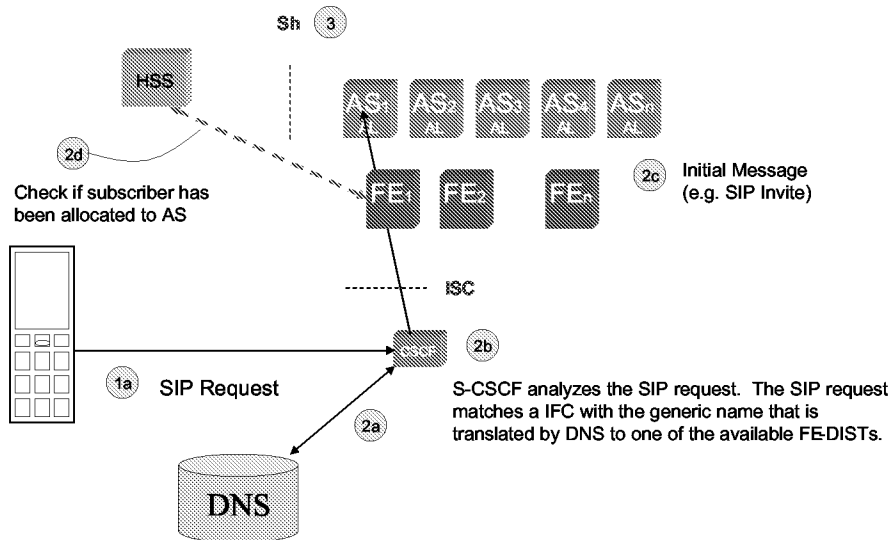 Sh 3
HSS
AS1 AS2 AS3 AS4 ASn
AL AL AL AL AL
2d
Check if subscriber has
been allocated to AS
FE1 FE2 FEn
2c
Initial Message
(e.g. SIP Invite)
ISC
CSCF
2b
1a
SIP Request
S-CSCF analyzes the SIP request. The SIP request
matches a IFC with the generic name that is
translated by DNS to one of the available FE-DISTs.
2a
DNS